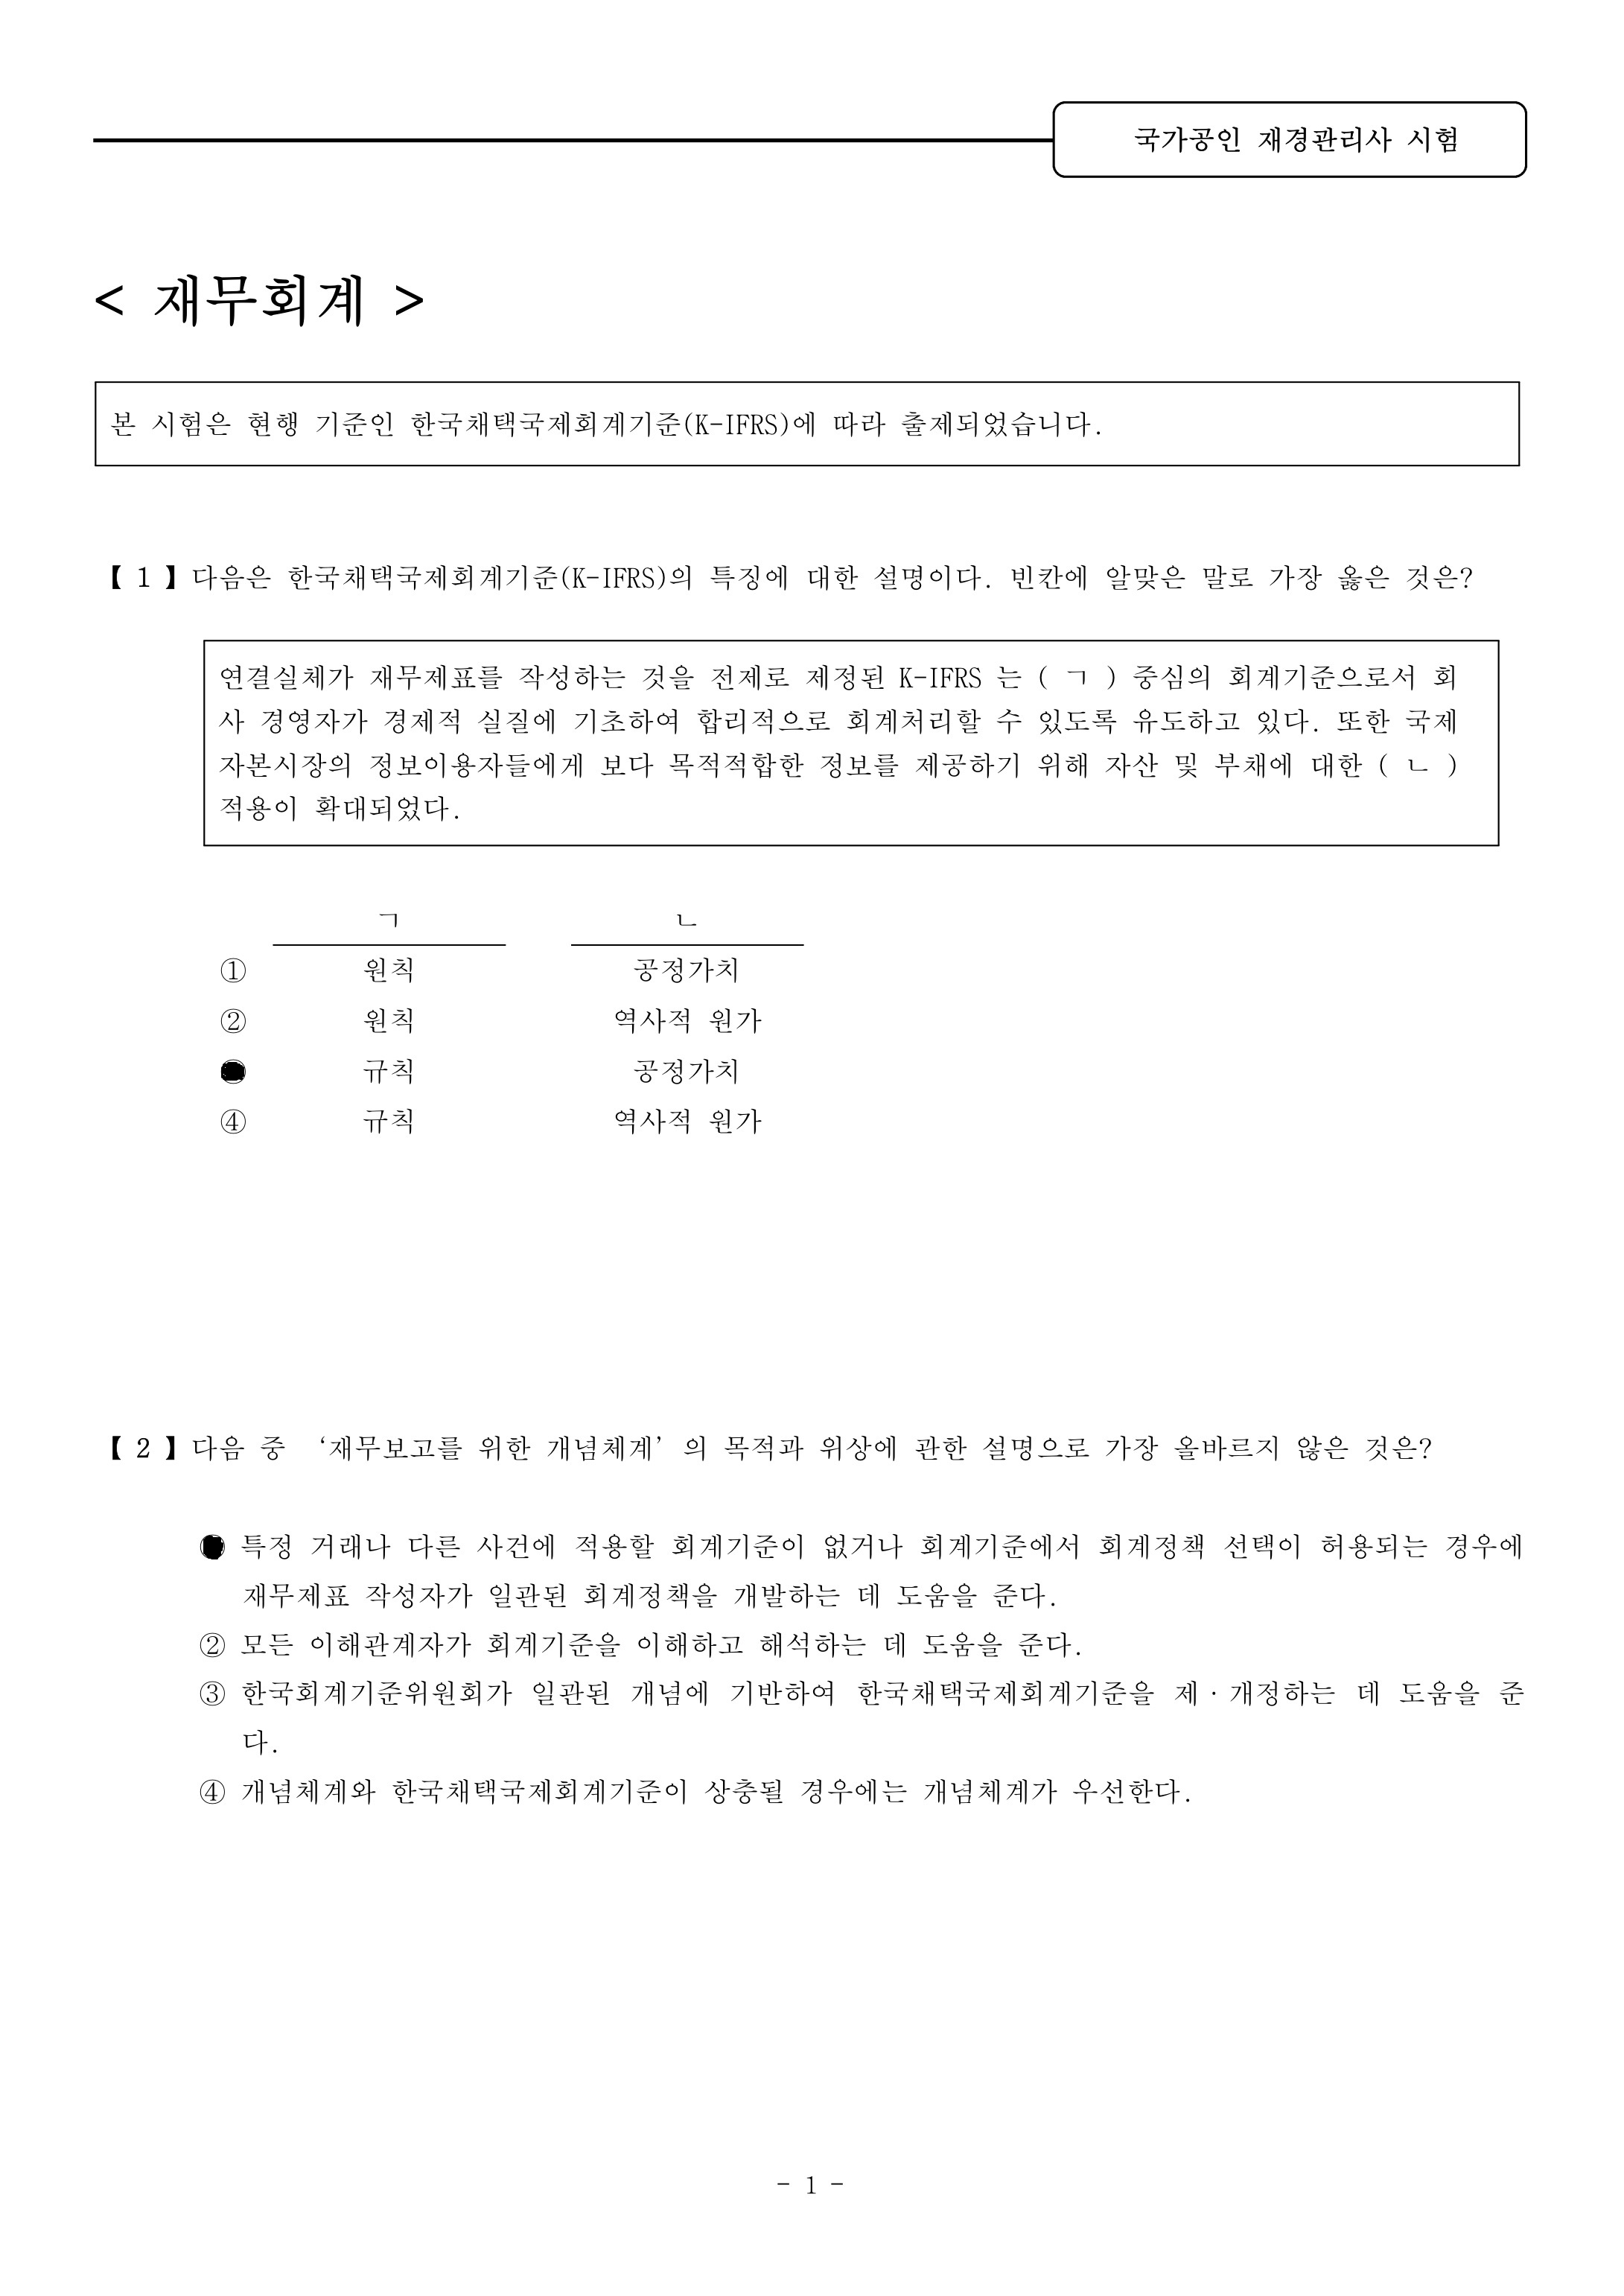 국가공인 재경관리사 시험
< 재무회계 >
본 시험은 현행 기준인 한국채택국제회계기준(K-IFRS)에 따라 출제되었습니다.
【 1 】 다음은 한국채택국제회계기준(K-IFRS)의 특징에 대한 설명이다. 빈칸에 알맞은 말로 가장 옳은 것은?
연결실체가 재무제표를 작성하는 것을 전제로 제정된 K-IFRS 는 ( ㄱ ) 중심의 회계기준으로서 회
사 경영자가 경제적 실질에 기초하여 합리적으로 회계처리할 수 있도록 유도하고 있다. 또한 국제
자본시장의 정보이용자들에게 보다 목적적합한 정보를 제공하기 위해 자산 및 부채에 대한 ( ㄴ )
적용이 확대되었다.
ㄱ ㄴ
① 원칙 공정가치
② 원칙 역사적 원가
● 규칙 공정가치
④ 규칙 역사적 원가
【 2 】 다음 중 ‘재무보고를 위한 개념체계’의 목적과 위상에 관한 설명으로 가장 올바르지 않은 것은?
● 특정 거래나 다른 사건에 적용할 회계기준이 없거나 회계기준에서 회계정책 선택이 허용되는 경우에
재무제표 작성자가 일관된 회계정책을 개발하는 데 도움을 준다.
② 모든 이해관계자가 회계기준을 이해하고 해석하는 데 도움을 준다.
③ 한국회계기준위원회가 일관된 개념에 기반하여 한국채택국제회계기준을 제·개정하는 데 도움을 준
다.
④ 개념체계와 한국채택국제회계기준이 상충될 경우에는 개념체계가 우선한다.
- 1 -